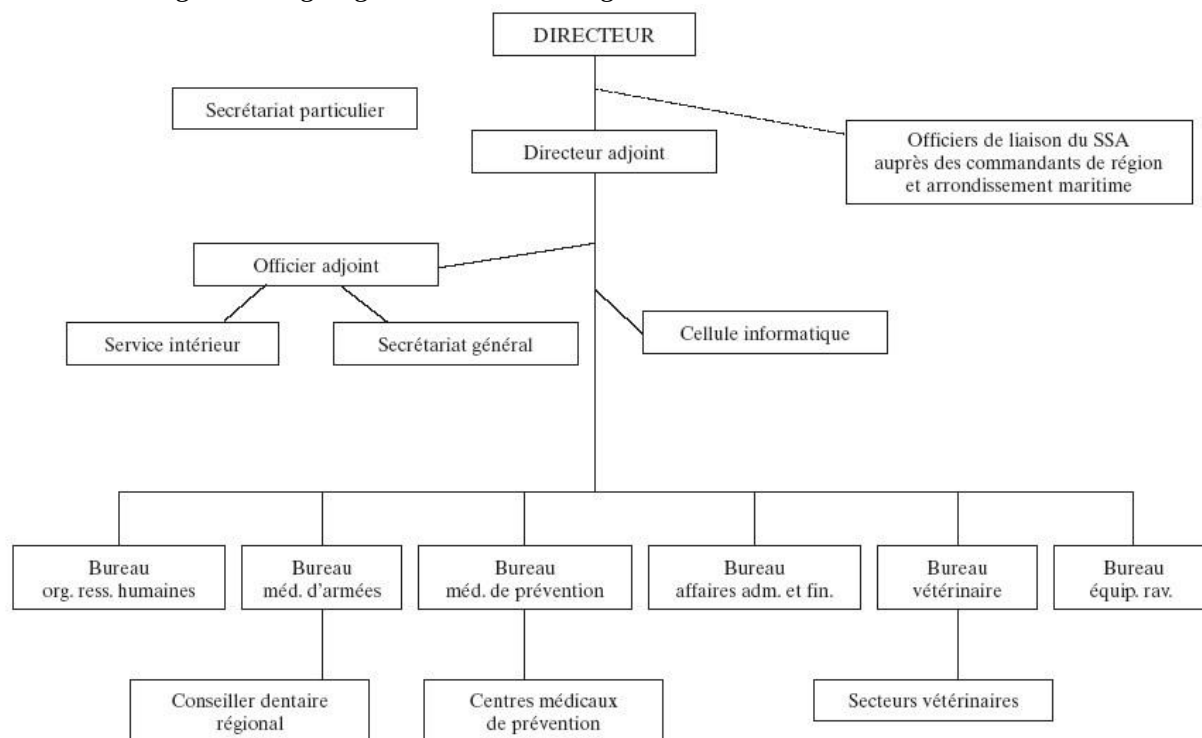 DIRECTEUR
Secrétariat particulier
Officiers de liaison du SSA
auprès des commandants de région
et arrondissement maritime
Directeur adjoint
Officier adjoint
Service intérieur
Secrétariat général
Cellule informatique
Bureau
org. ress. humaines
Bureau
méd. d'armées
Bureau
méd. de prévention
Bureau
affaires adm. et fin.
Bureau
vétérinaire
Bureau
équip. rav.
Conseiller dentaire
régional
Centres médicaux
de prévention
Secteurs vétérinaires